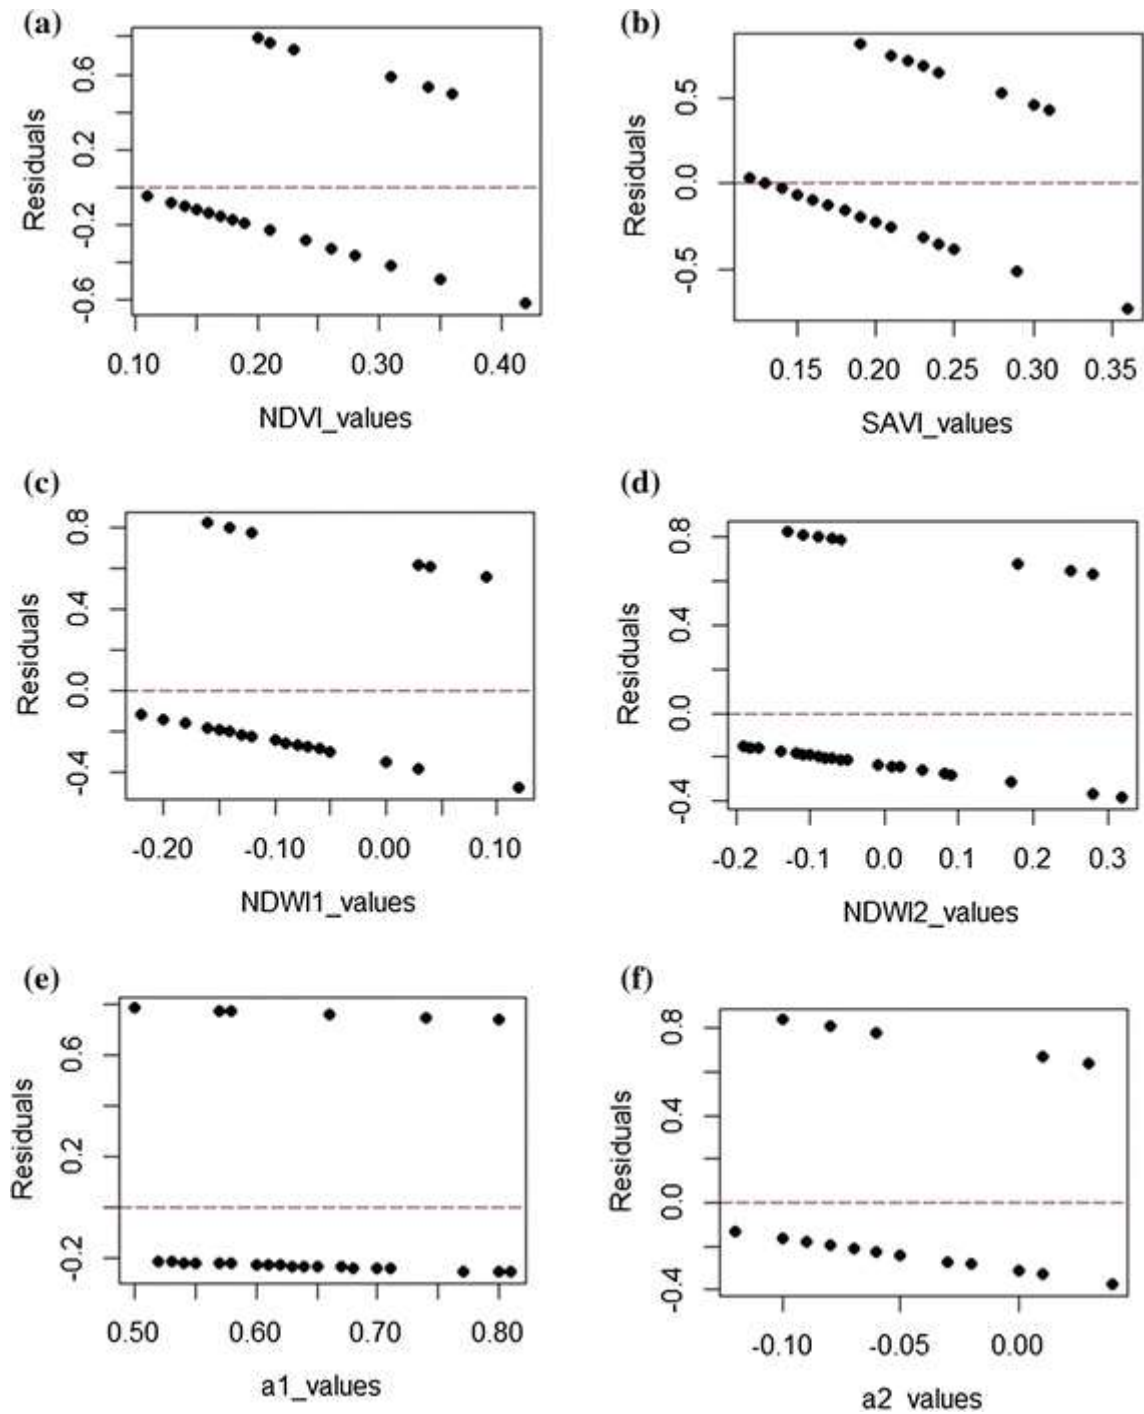 (a)
Residuals
0.6
0.2
-0.2
-0.6
0.10 0.20 0.30 0.40
NDVI_values
(b)
Residuals
0.5
0.0
-0.5
0.15 0.20 0.25 0.30 0.35
SAVI_values
(c)
Residuals
0.8
0.4
0.0
-0.4
-0.20 -0.10 0.00 0.10
NDWI1_values
(d)
Residuals
0.8
0.4
0.0
-0.4
-0.2 -0.1 0.0 0.1 0.2 0.3
NDWI2_values
(e)
Residuals
0.6
0.2
-0.2
0.50 0.60 0.70 0.80
a1_values
(f)
Residuals
0.8
0.4
0.0
-0.4
-0.10 -0.05 0.00
a2 values